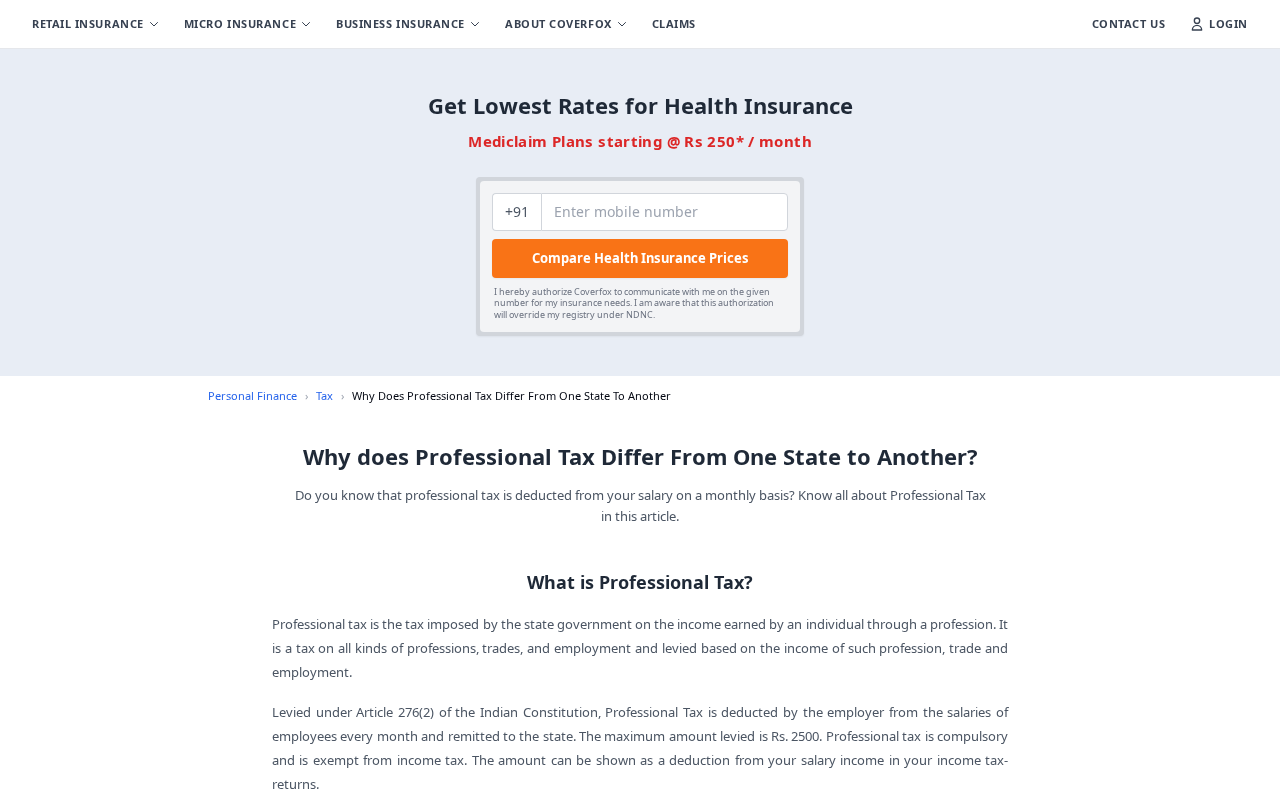 RETAIL INSURANCE MICRO INSURANCE BUSINESS INSURANCE ABOUT COVERFOX CLAIMS CONTACT US LOGIN
Get Lowest Rates for Health Insurance
Mediclaim Plans starting @ Rs 250* / month
+91 Enter mobile number
Compare Health Insurance Prices
I hereby authorize Coverfox to communicate with me on the given
number for my insurance needs. I am aware that this authorization
will override my registry under NDNC.
Personal Finance › Tax › Why Does Professional Tax Differ From One State To Another
Why does Professional Tax Differ From One State to Another?
Do you know that professional tax is deducted from your salary on a monthly basis? Know all about Professional Tax
in this article.
What is Professional Tax?
Professional tax is the tax imposed by the state government on the income earned by an individual through a profession. It
is a tax on all kinds of professions, trades, and employment and levied based on the income of such profession, trade and
employment.
Levied under Article 276(2) of the Indian Constitution, Professional Tax is deducted by the employer from the salaries of
employees every month and remitted to the state. The maximum amount levied is Rs. 2500. Professional tax is compulsory
and is exempt from income tax. The amount can be shown as a deduction from your salary income in your income tax-
returns.